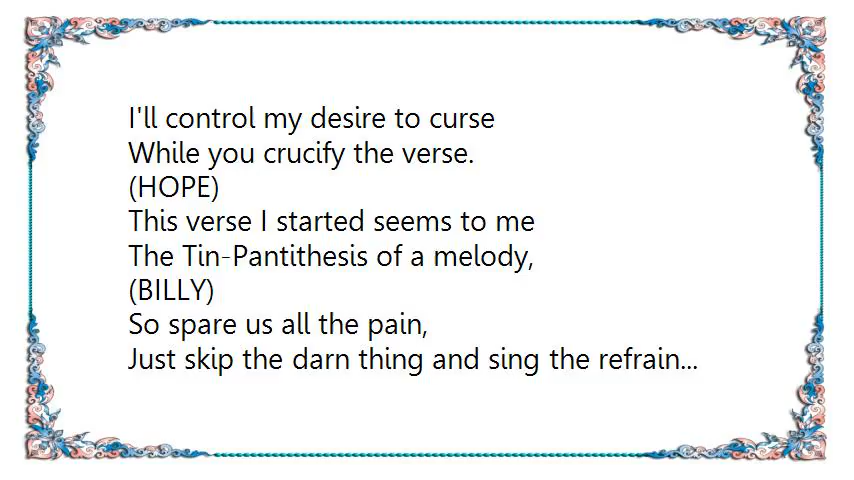 I'll control my desire to curse
While you crucify the verse.
(HOPE)
This verse I started seems to me
The Tin-Pantithesis of a melody,
(BILLY)
So spare us all the pain,
Just skip the darn thing and sing the refrain...